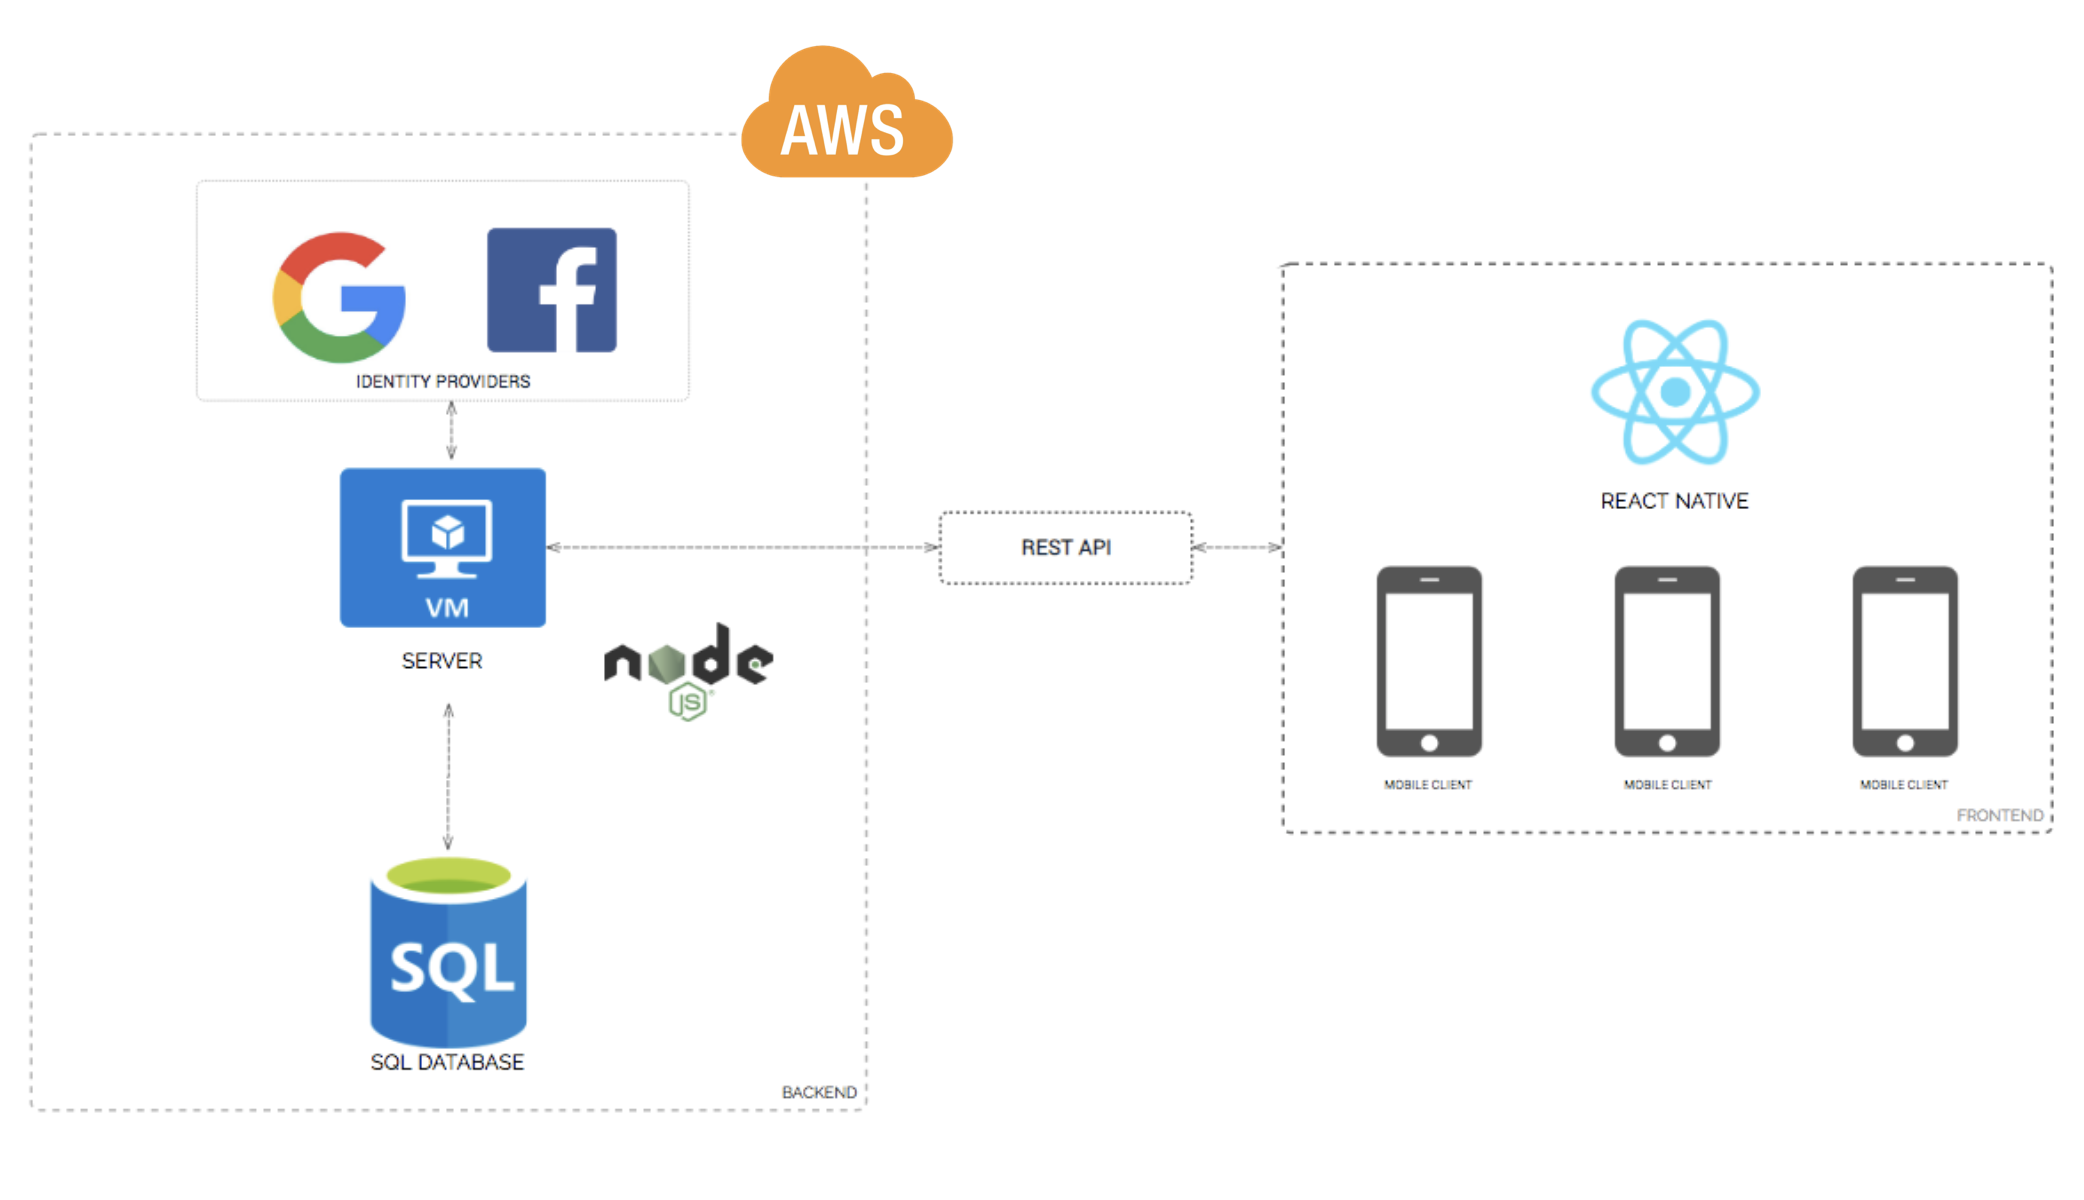 AWS
IDENTITY PROVIDERS
VM
SERVER
node
JS
SQL
SQL DATABASE
BACKEND
REST API
REACT NATIVE
MOBILE CLIENT
MOBILE CLIENT
MOBILE CLIENT
FRONTEND